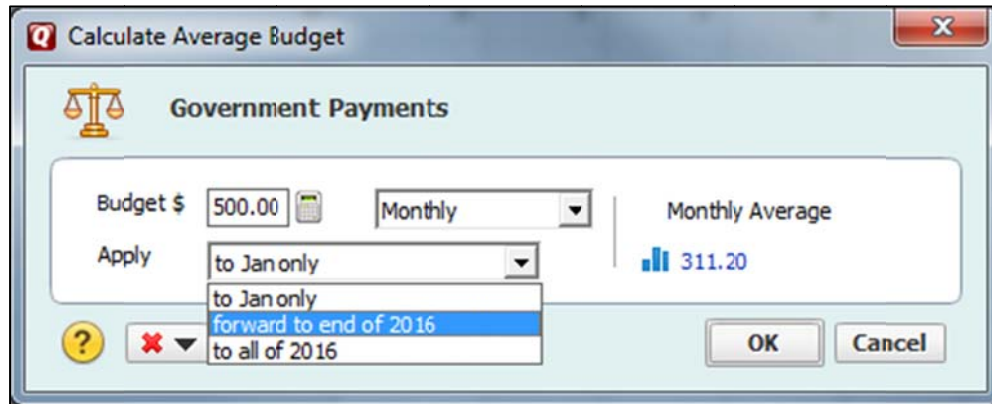 Calculate Average Budget
Government Payments
Budget $ 500.00 Monthly Monthly Average
Apply to Jan only 311.20
to Jan only
forward to end of 2016
to all of 2016
? OK Cancel